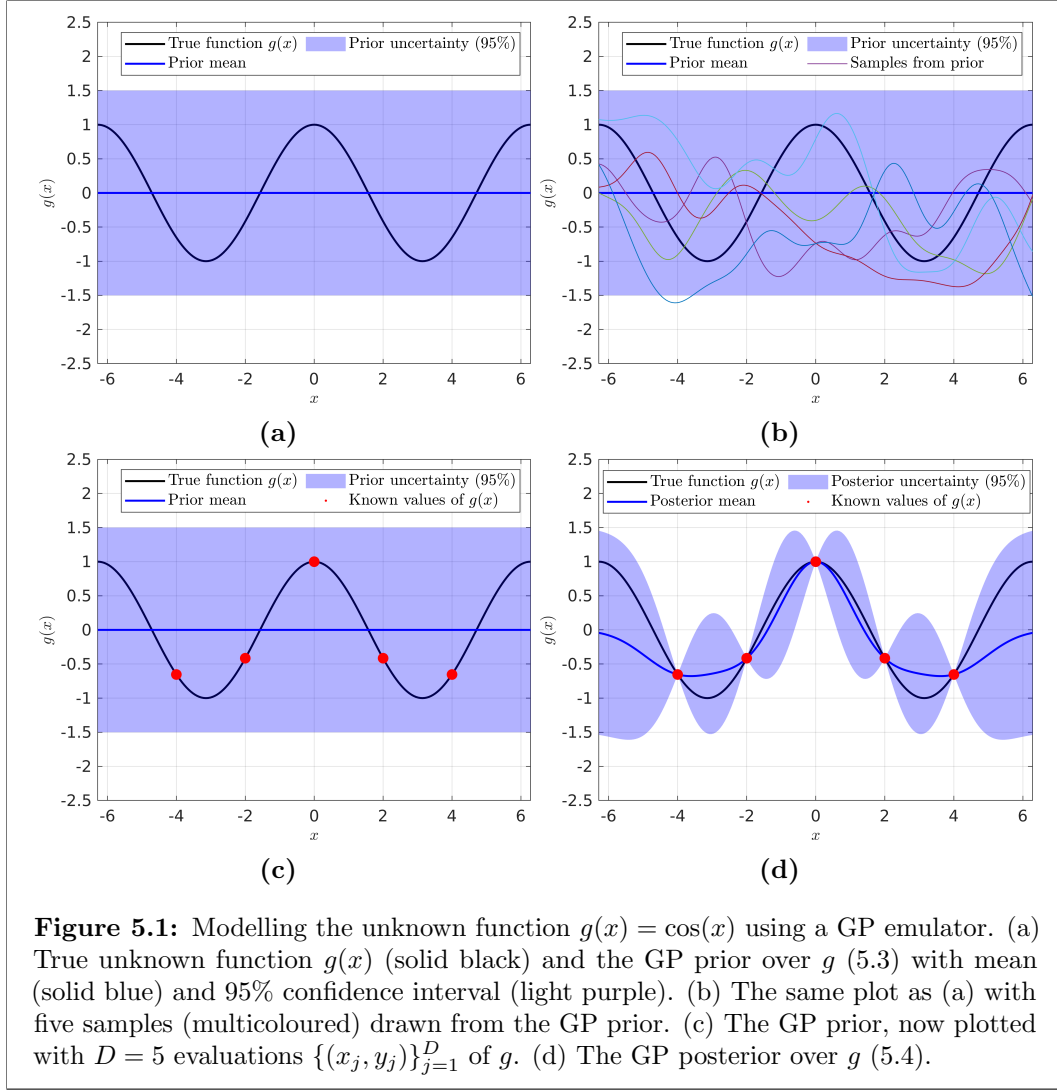 2.5
2
1.5
1
0.5
0
-0.5
-1
-1.5
-2
-2.5
g(x)
True function g(x)
Prior uncertainty (95%)
Prior mean
-6 -4 -2 0 2 4 6
x
(a)
2.5
2
1.5
1
0.5
0
-0.5
-1
-1.5
-2
-2.5
g(x)
True function g(x)
Prior uncertainty (95%)
Prior mean
Samples from prior
-6 -4 -2 0 2 4 6
x
(b)
2.5
2
1.5
1
0.5
0
-0.5
-1
-1.5
-2
-2.5
g(x)
True function g(x)
Prior uncertainty (95%)
Prior mean
Known values of g(x)
-6 -4 -2 0 2 4 6
x
(c)
2.5
2
1.5
1
0.5
0
-0.5
-1
-1.5
-2
-2.5
g(x)
True function g(x)
Posterior uncertainty (95%)
Posterior mean
Known values of g(x)
-6 -4 -2 0 2 4 6
x
(d)
Figure 5.1: Modelling the unknown function g(x) = cos(x) using a GP emulator. (a)
True unknown function g(x) (solid black) and the GP prior over g (5.3) with mean
(solid blue) and 95% confidence interval (light purple). (b) The same plot as (a) with
five samples (multicoloured) drawn from the GP prior. (c) The GP prior, now plotted
with D = 5 evaluations {(x_j, y_j)}_{j=1}^{D} of g. (d) The GP posterior over g (5.4).